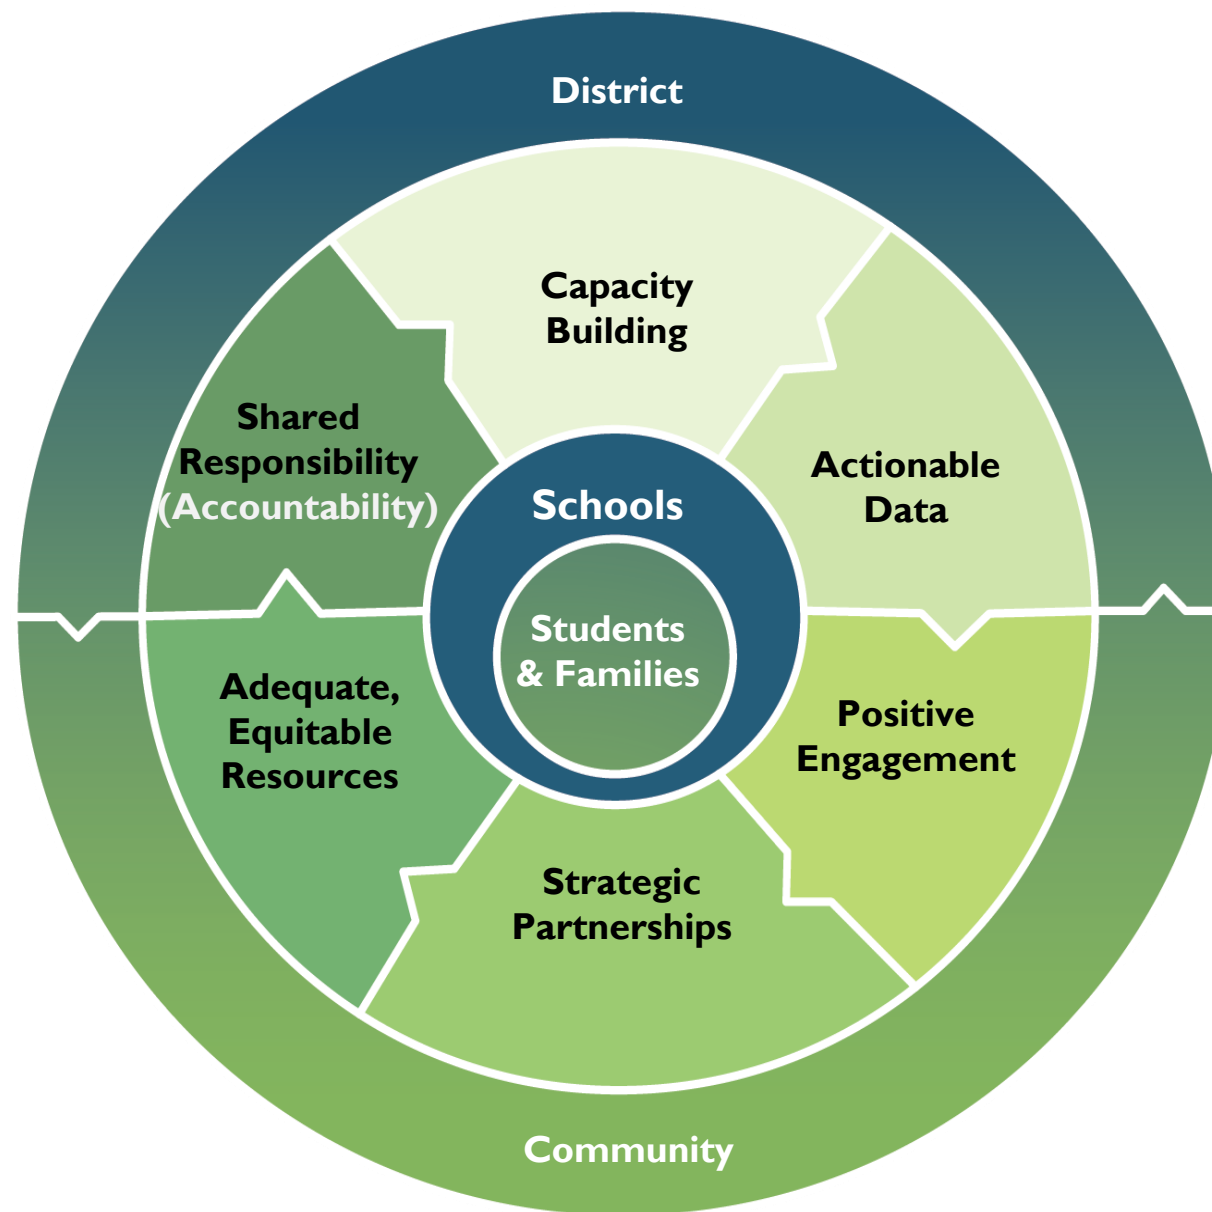 District
Capacity
Building
Shared
Responsibility
(Accountability)
Actionable
Data
Schools
Students
& Families
Adequate,
Equitable
Resources
Positive
Engagement
Strategic
Partnerships
Community